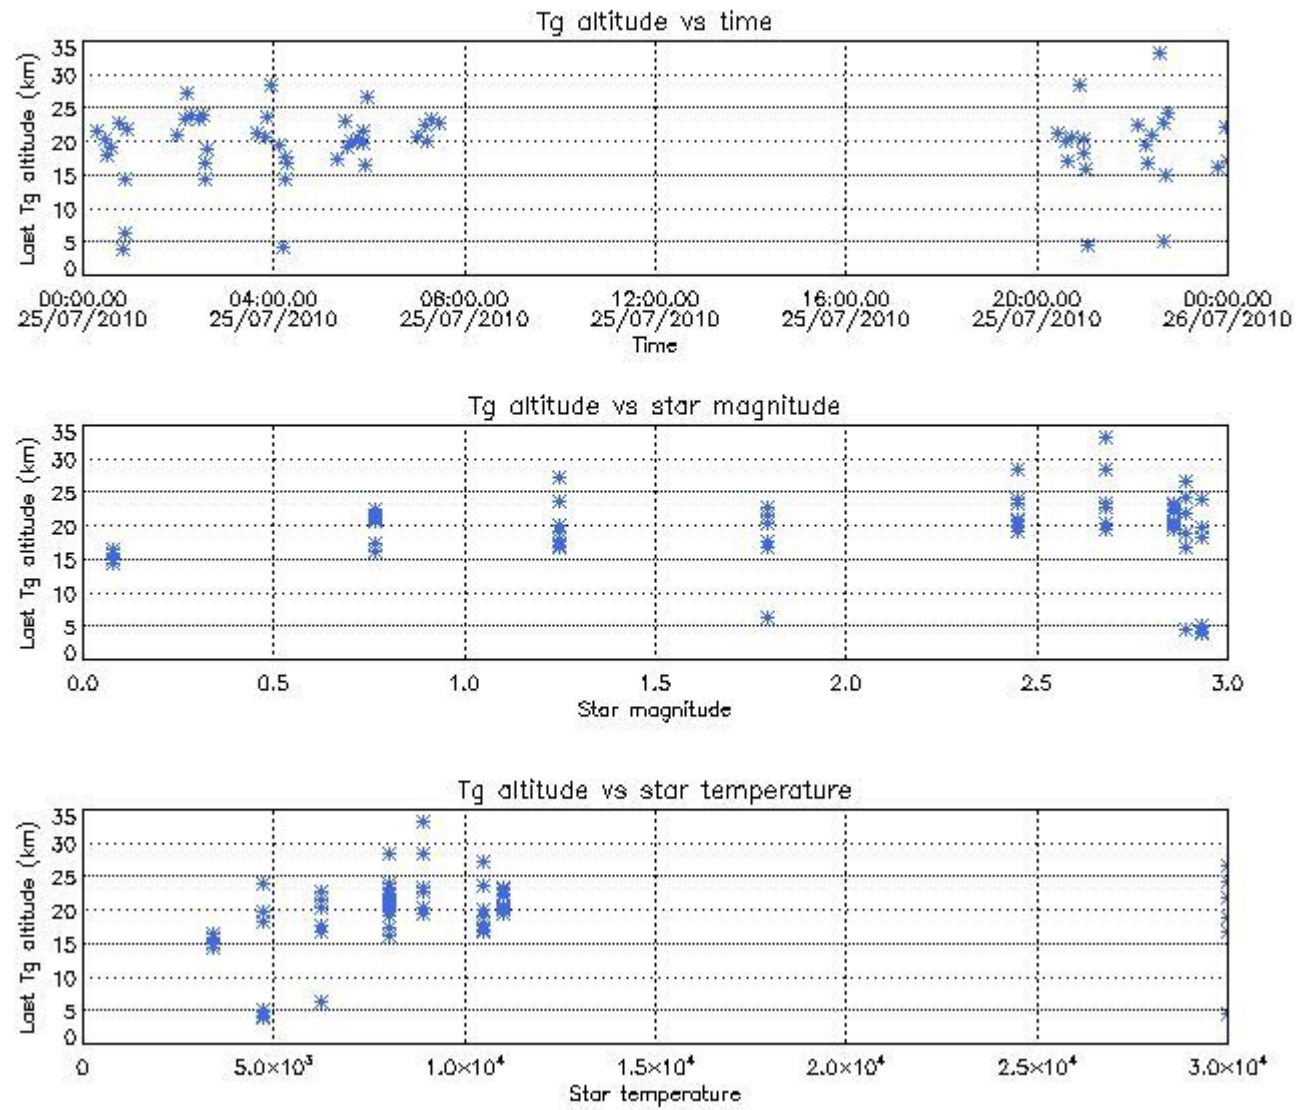 Tg altitude vs time
Last Tg altitude (km)
35
30
25
20
15
10
5
0
00:00.00 04:00.00 08:00.00 12:00.00 16:00.00 20:00.00 00:00.00
25/07/2010 25/07/2010 25/07/2010 25/07/2010 25/07/2010 25/07/2010 26/07/2010
Time
Tg altitude vs star magnitude
Last Tg altitude (km)
35
30
25
20
15
10
5
0
0.0 0.5 1.0 1.5 2.0 2.5 3.0
Star magnitude
Tg altitude vs star temperature
Last Tg altitude (km)
35
30
25
20
15
10
5
0
0 5.0×10³ 1.0×10⁴ 1.5×10⁴ 2.0×10⁴ 2.5×10⁴ 3.0×10⁴
Star temperature